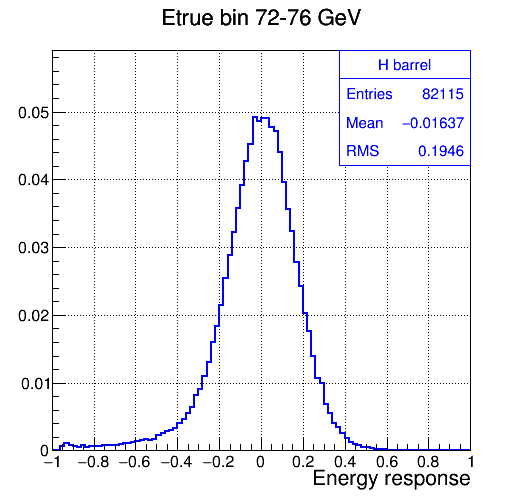 Etrue bin 72-76 GeV
H barrel
Entries 82115
Mean −0.01637
RMS 0.1946
0.05
0.04
0.03
0.02
0.01
0
−1 −0.8 −0.6 −0.4 −0.2 0 0.2 0.4 0.6 0.8 1
Energy response